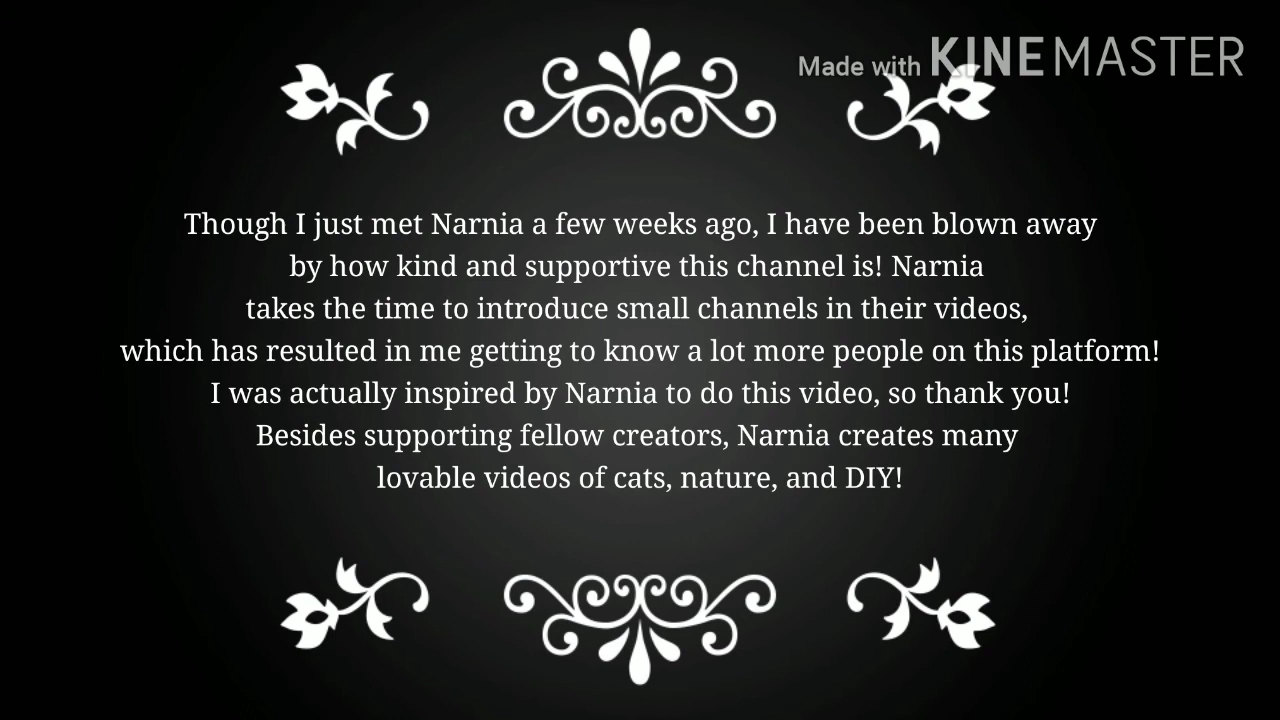 Made with KINEMASTER
Though I just met Narnia a few weeks ago, I have been blown away
by how kind and supportive this channel is! Narnia
takes the time to introduce small channels in their videos,
which has resulted in me getting to know a lot more people on this platform!
I was actually inspired by Narnia to do this video, so thank you!
Besides supporting fellow creators, Narnia creates many
lovable videos of cats, nature, and DIY!